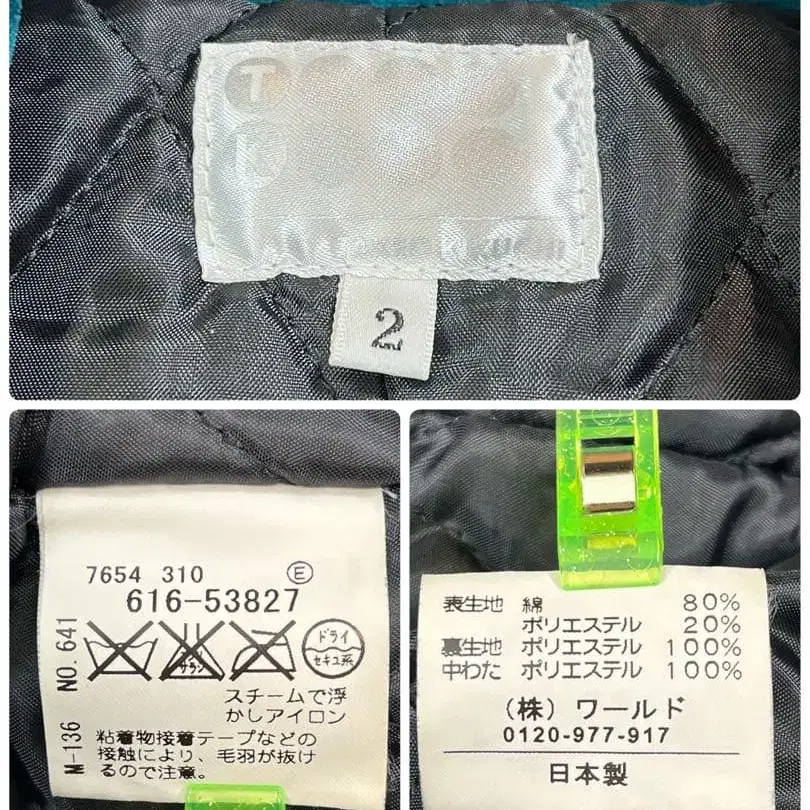 T
K
2
7654 310 Ⓔ
616-53827
NO. 641
M-136
サラシ
ドライ
セキユ系
スチームで浮
かしアイロン
粘着物接着テープなどの
接触により、毛羽が抜け
るので注意。
表生地 綿 80%
ポリエステル 20%
裏生地 ポリエステル 100%
中わた ポリエステル 100%
(株)ワールド
0120-977-917
日本製